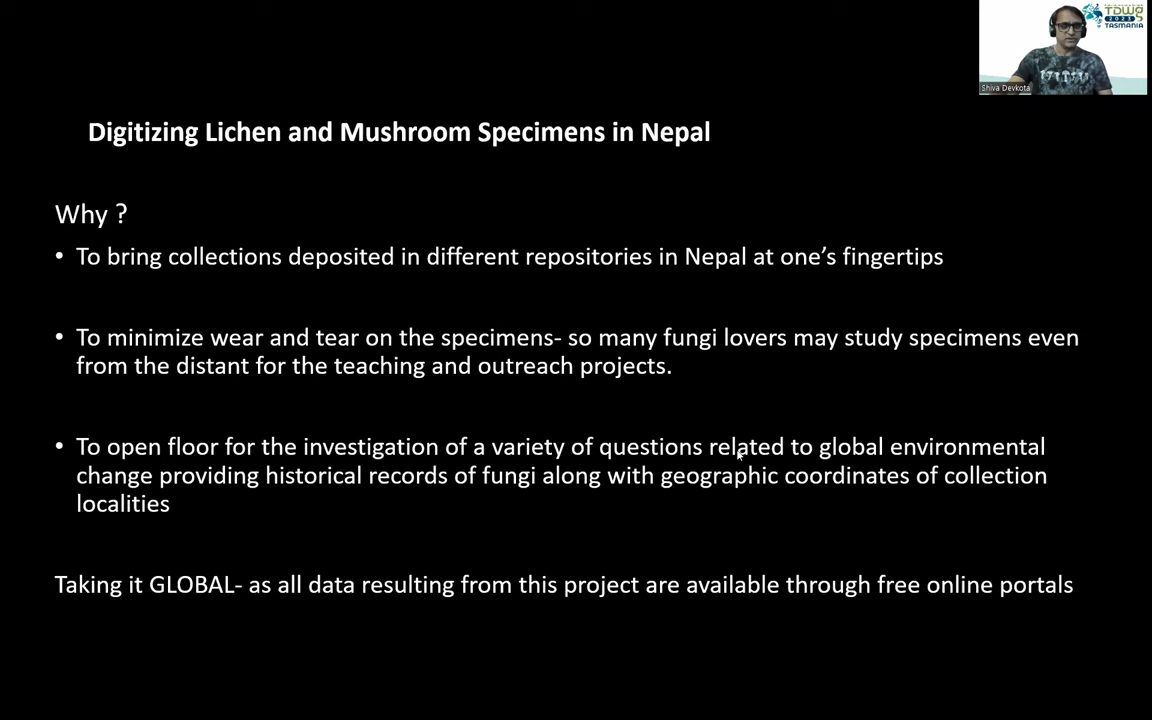 TDWG
2023
TASMANIA
Shiva Devkota
Digitizing Lichen and Mushroom Specimens in Nepal
Why ?
• To bring collections deposited in different repositories in Nepal at one’s fingertips
• To minimize wear and tear on the specimens- so many fungi lovers may study specimens even
from the distant for the teaching and outreach projects.
• To open floor for the investigation of a variety of questions related to global environmental
change providing historical records of fungi along with geographic coordinates of collection
localities
Taking it GLOBAL- as all data resulting from this project are available through free online portals